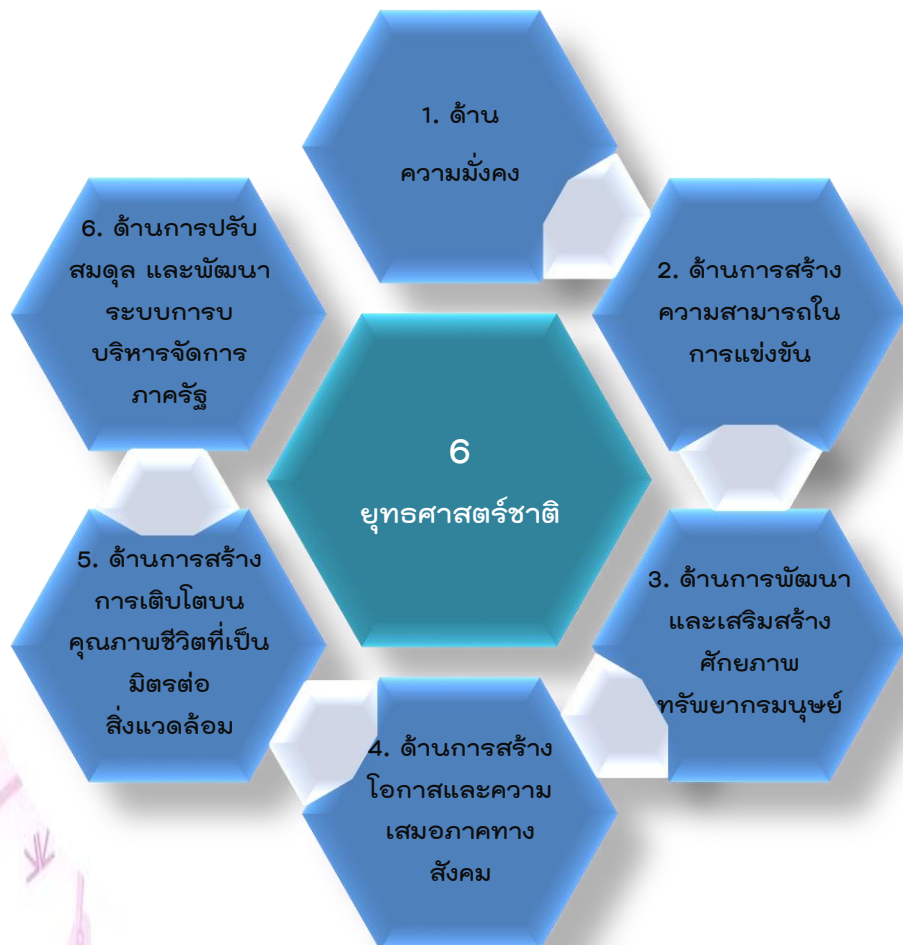 1. ด้าน
ความมั่งคง
2. ด้านการสร้าง
ความสามารถใน
การแข่งขัน
3. ด้านการพัฒนา
และเสริมสร้าง
ศักยภาพ
ทรัพยากรมนุษย์
4. ด้านการสร้าง
โอกาสและความ
เสมอภาคทาง
สังคม
5. ด้านการสร้าง
การเติบโตบน
คุณภาพชีวิตที่เป็น
มิตรต่อ
สิ่งแวดล้อม
6. ด้านการปรับ
สมดุล และพัฒนา
ระบบการบ
บริหารจัดการ
ภาครัฐ
6
ยุทธศาสตร์ชาติ